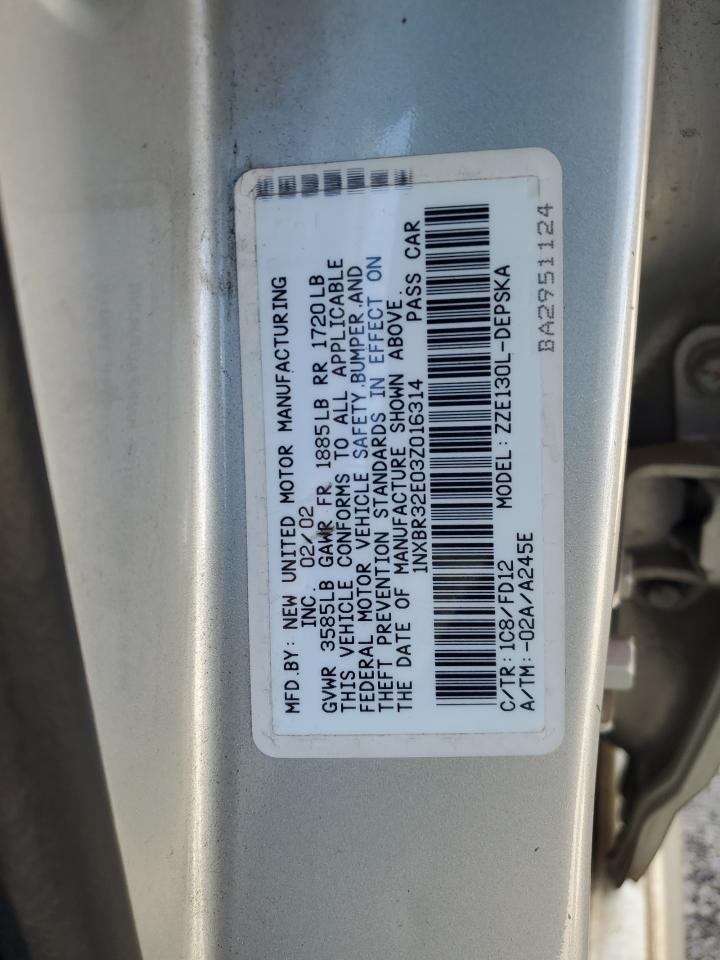 MFD.BY: NEW UNITED MOTOR MANUFACTURING
INC. 02/02
GVWR 3585LB GAWR FR 1885LB RR 1720LB
THIS VEHICLE CONFORMS TO ALL APPLICABLE
FEDERAL MOTOR VEHICLE SAFETY,BUMPER,AND
THEFT PREVENTION STANDARDS IN EFFECT ON
THE DATE OF MANUFACTURE SHOWN ABOVE.
1NXBR32E03Z016314 PASS CAR
C/TR:1C8/FD12 MODEL:ZZE130L-DEPSKA
A/TM:-02A/A245E
BA2951124